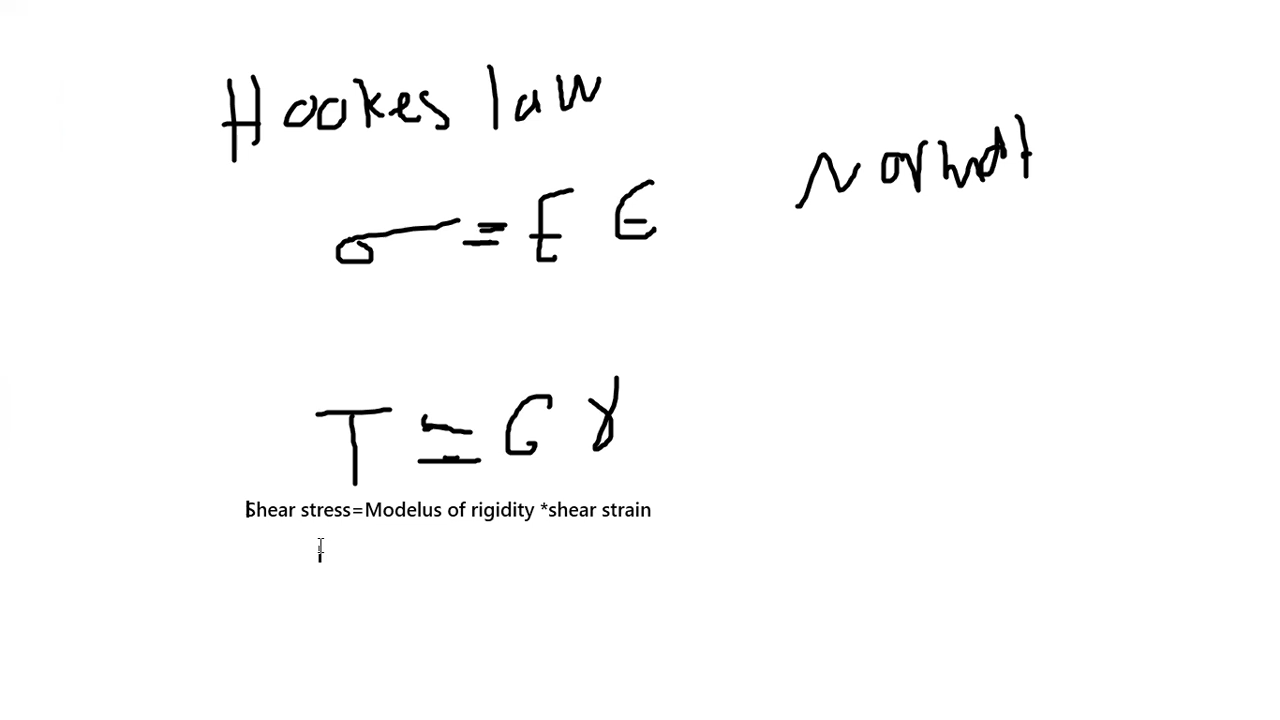 Hookes law
Normal
σ = E ϵ
T = G γ
Shear stress=Modelus of rigidity *shear strain